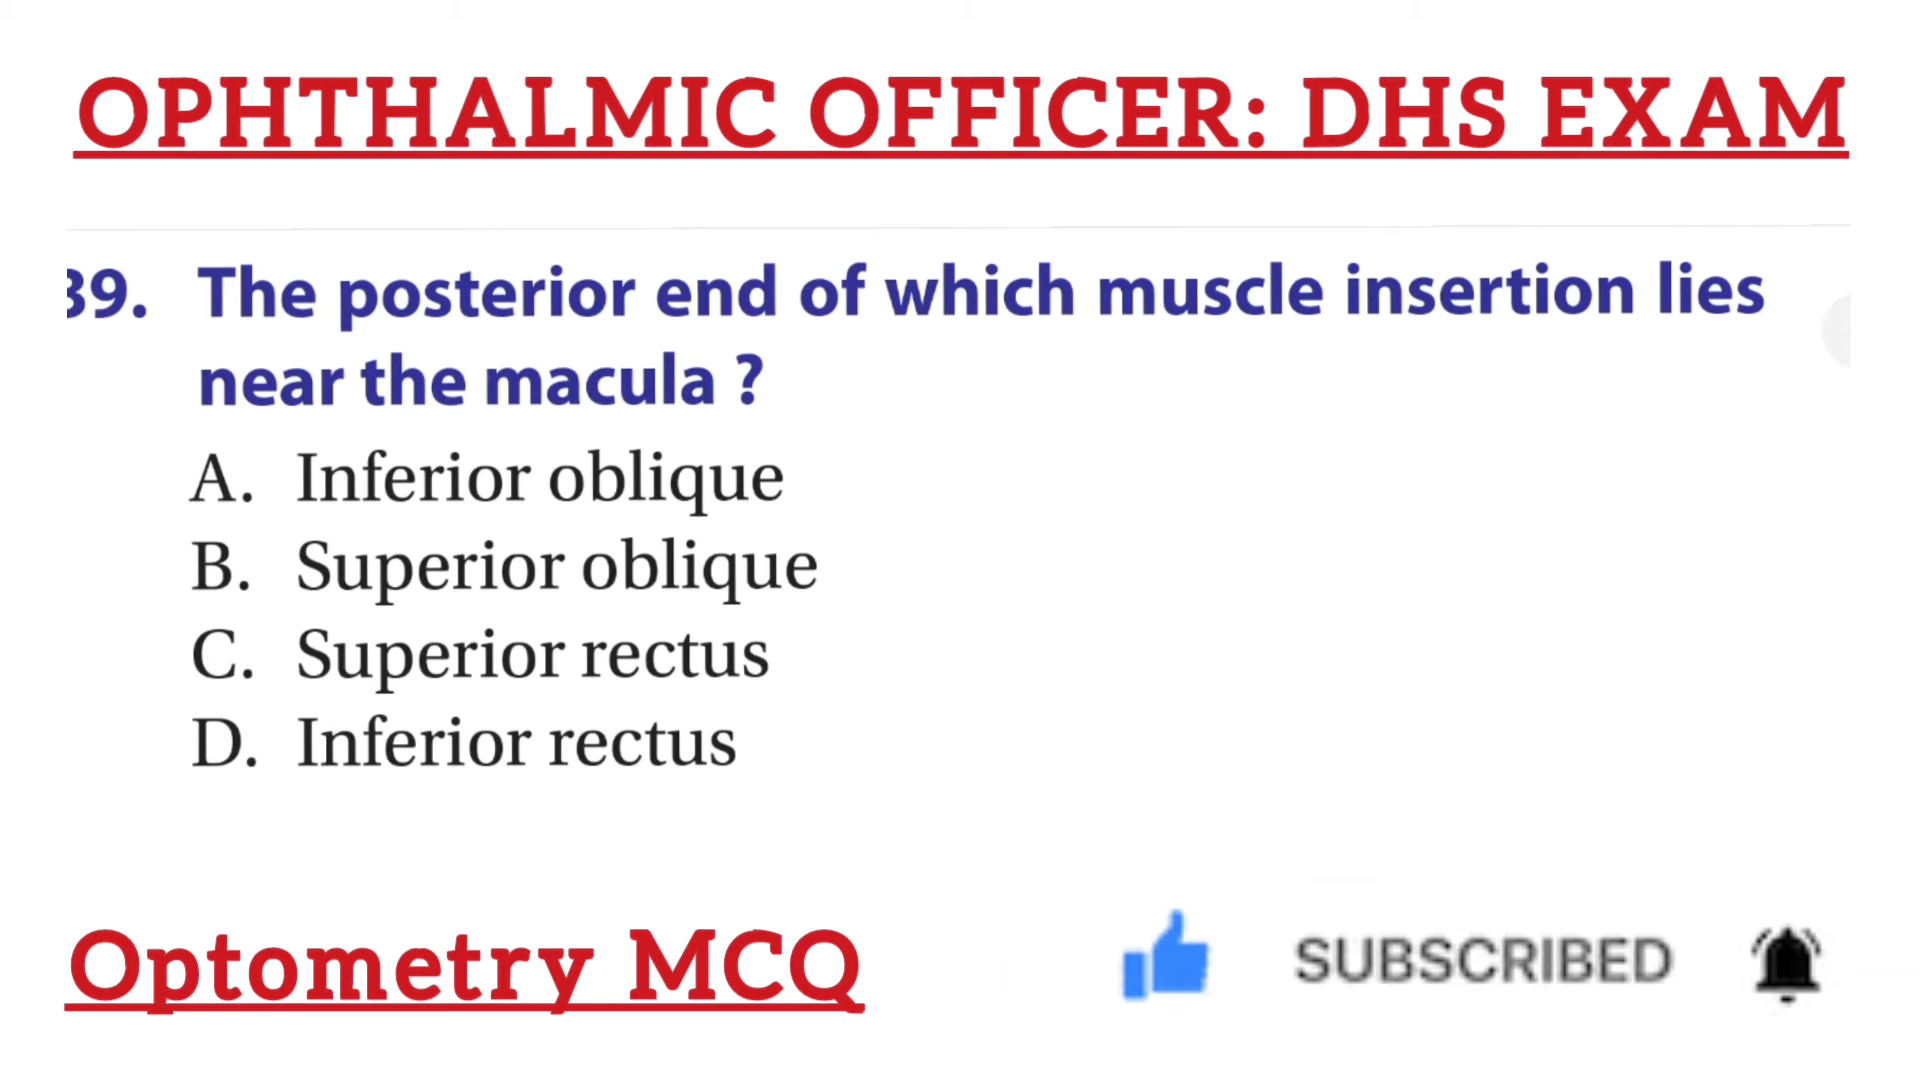 OPHTHALMIC OFFICER: DHS EXAM
39. The posterior end of which muscle insertion lies
near the macula ?
A. Inferior oblique
B. Superior oblique
C. Superior rectus
D. Inferior rectus
Optometry MCQ
SUBSCRIBED